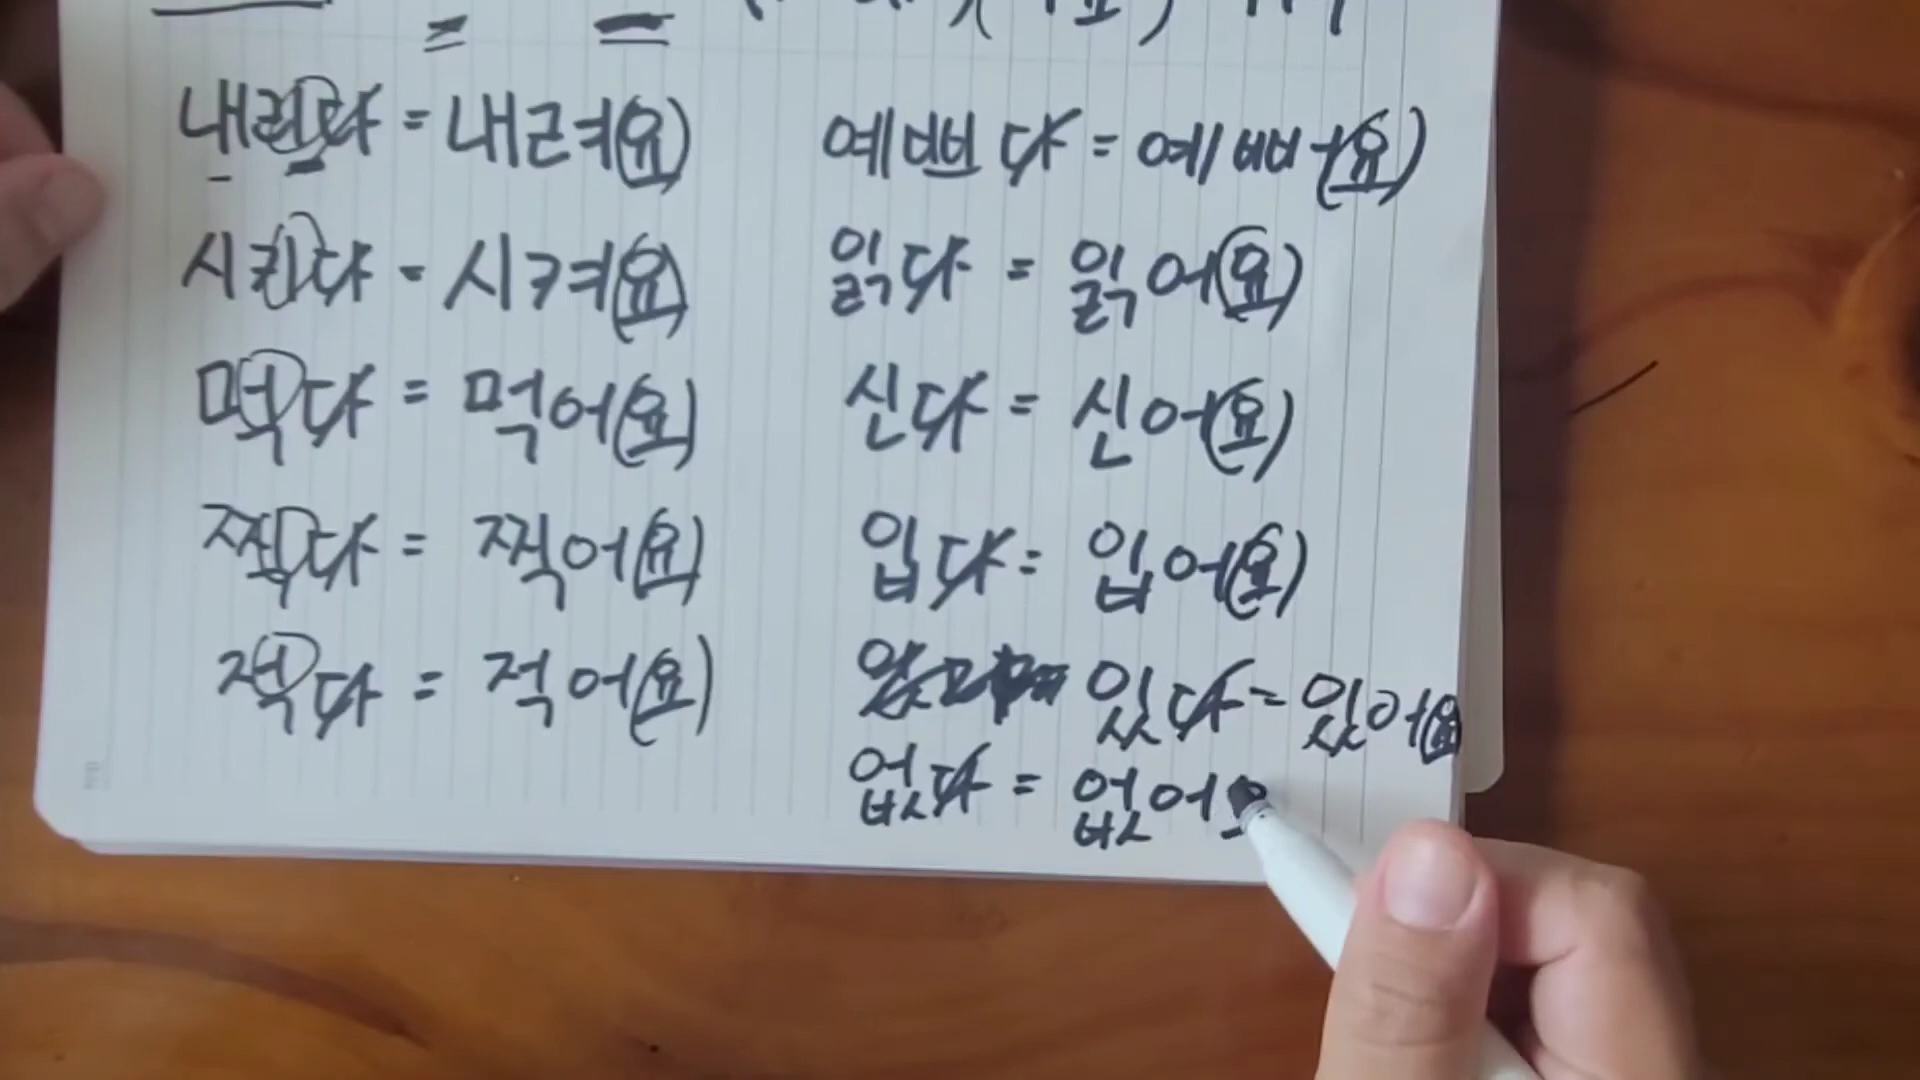 내리다 = 내려(요)
시키다 - 시켜(요)
먹다 = 먹어(요)
찍다 = 찍어(요)
적다 = 적어(요)
예쁘다 = 예뻐(요)
읽다 = 읽어(요)
신다 = 신어(요)
입다 = 입어(요)
있다 = 있어(요)
없다 = 없어요